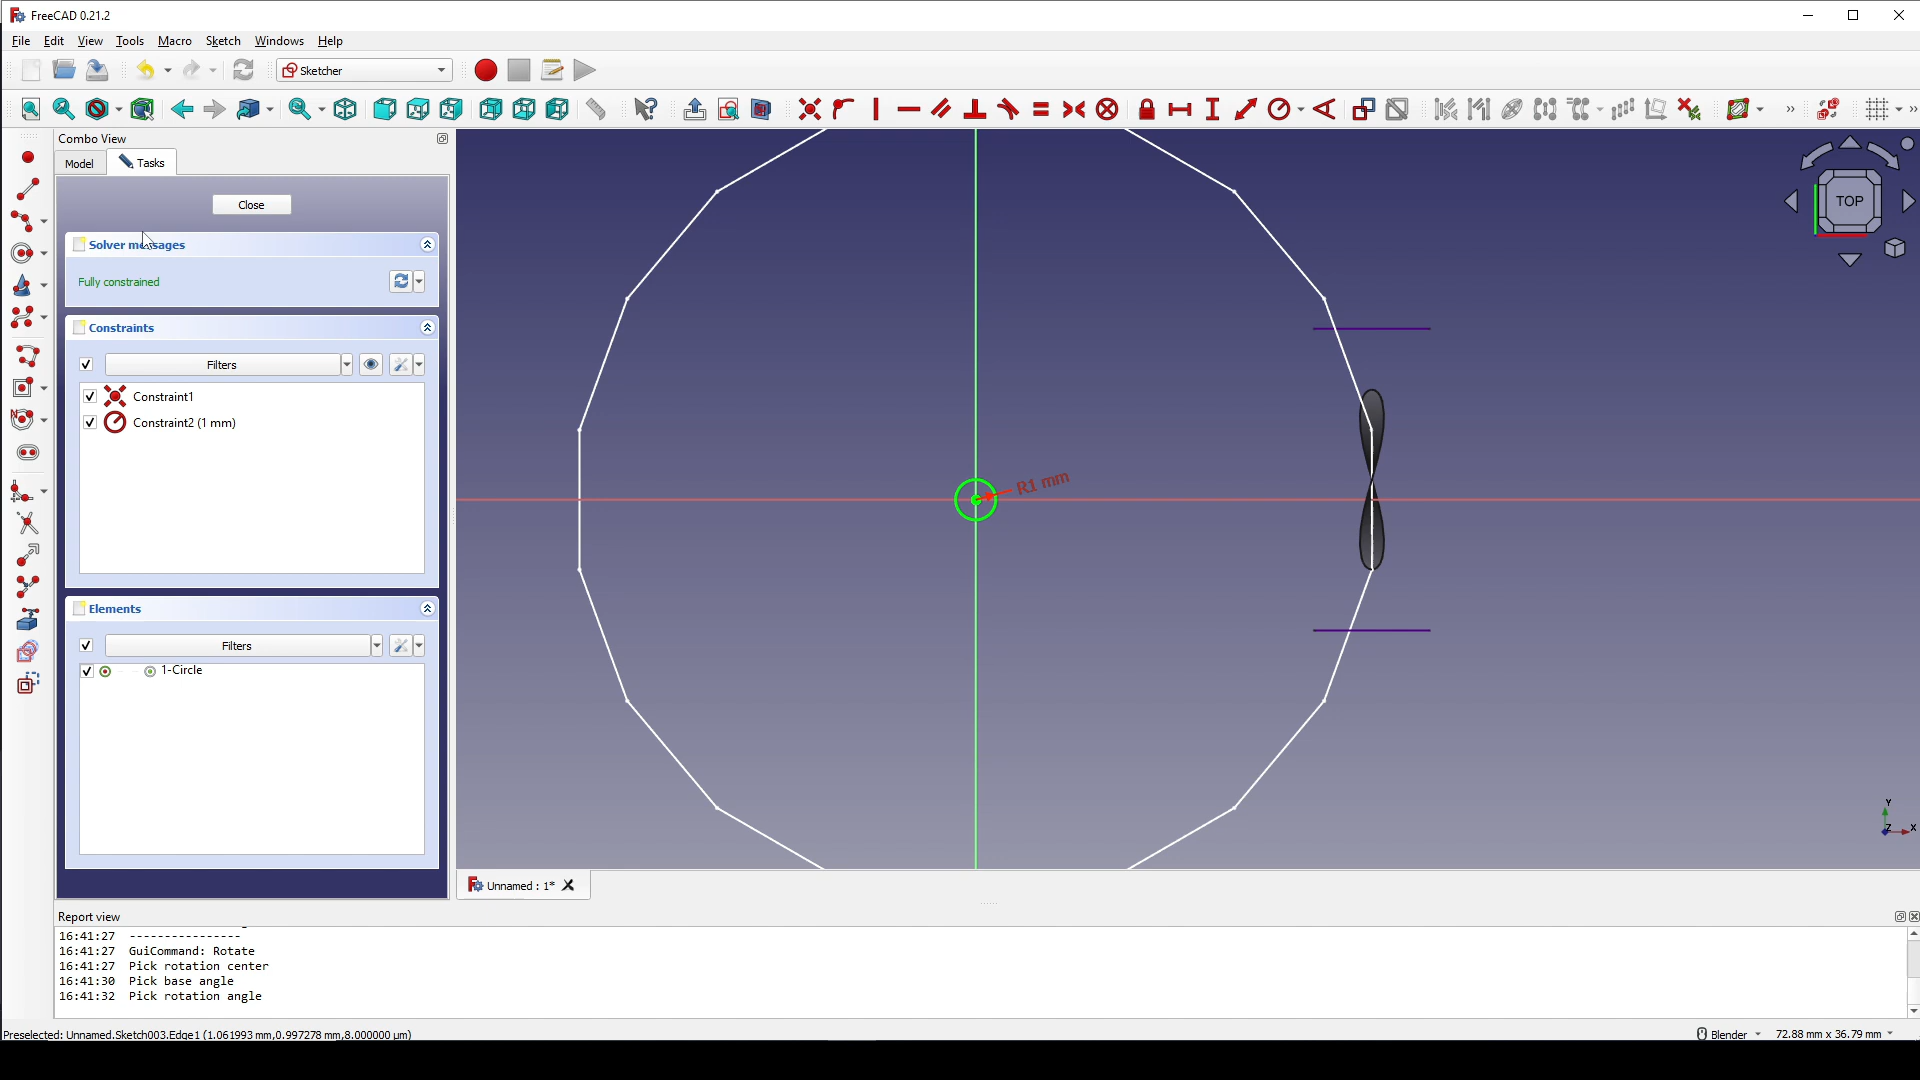 FreeCAD 0.21.2
File Edit View Tools Macro Sketch Windows Help
Sketcher
Combo View
Model Tasks
Close
Solver messages
Fully constrained
Constraints
Filters
Constraint1
Constraint2 (1 mm)
Elements
Filters
1-Circle
R1 mm
TOP
Y
Z
X
Unnamed : 1*
Report view
16:41:27 ----------------
16:41:27 GuiCommand: Rotate
16:41:27 Pick rotation center
16:41:30 Pick base angle
16:41:32 Pick rotation angle
Preselected: Unnamed.Sketch003.Edge1 (1.061993 mm,0.997278 mm,8.000000 µm)
Blender 72.88 mm x 36.79 mm